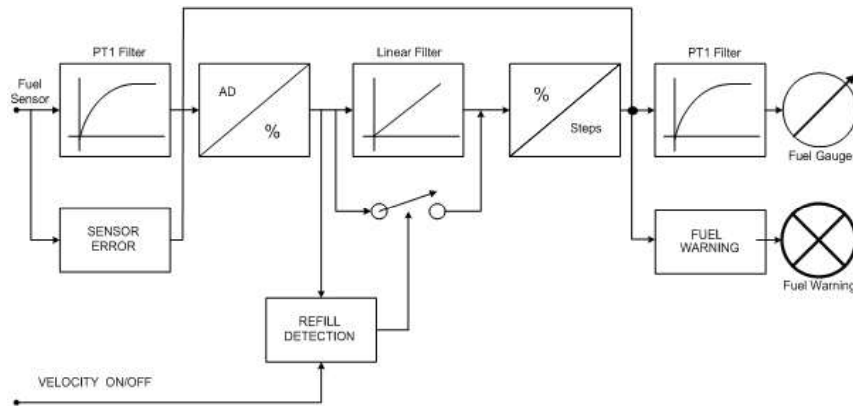 PT1 Filter
Linear Filter
PT1 Filter
Fuel
Sensor
AD
%
%
Steps
Fuel Gauge
SENSOR
ERROR
FUEL
WARNING
Fuel Warning
REFILL
DETECTION
VELOCITY ON/OFF